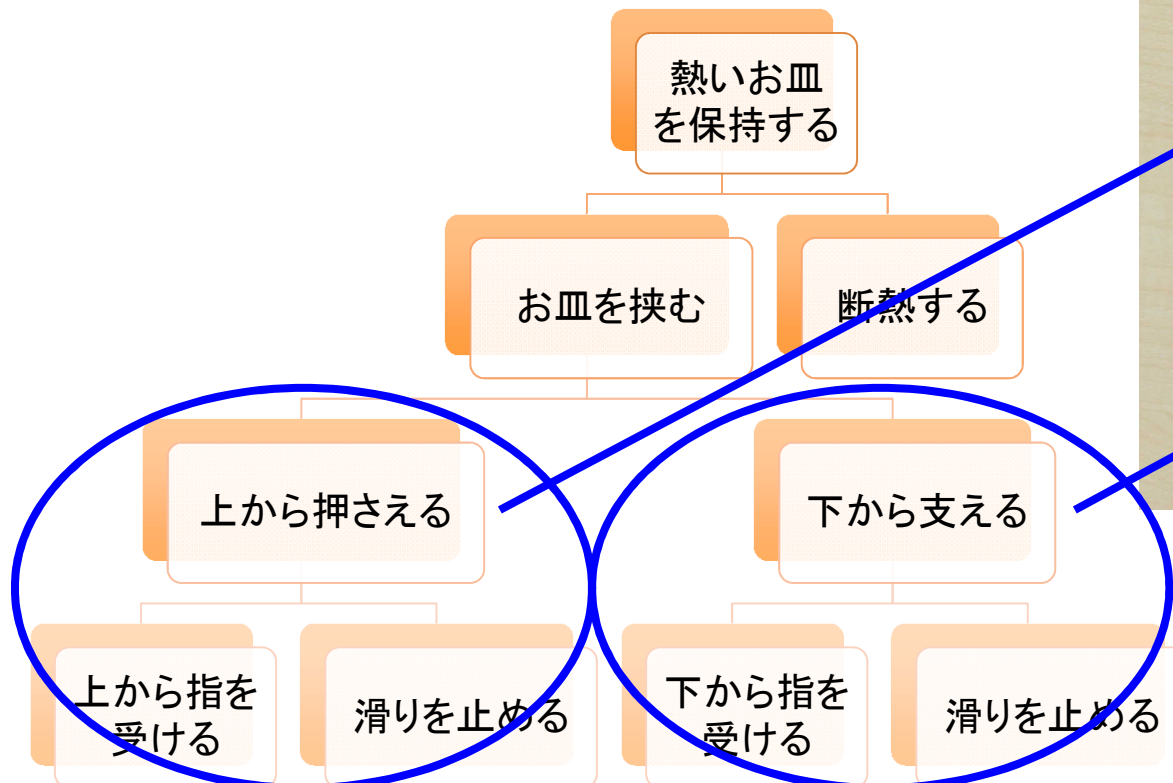 熱いお皿
を保持する
お皿を挟む
断熱する
上から押さえる
下から支える
上から指を
受ける
滑りを止める
下から指を
受ける
滑りを止める